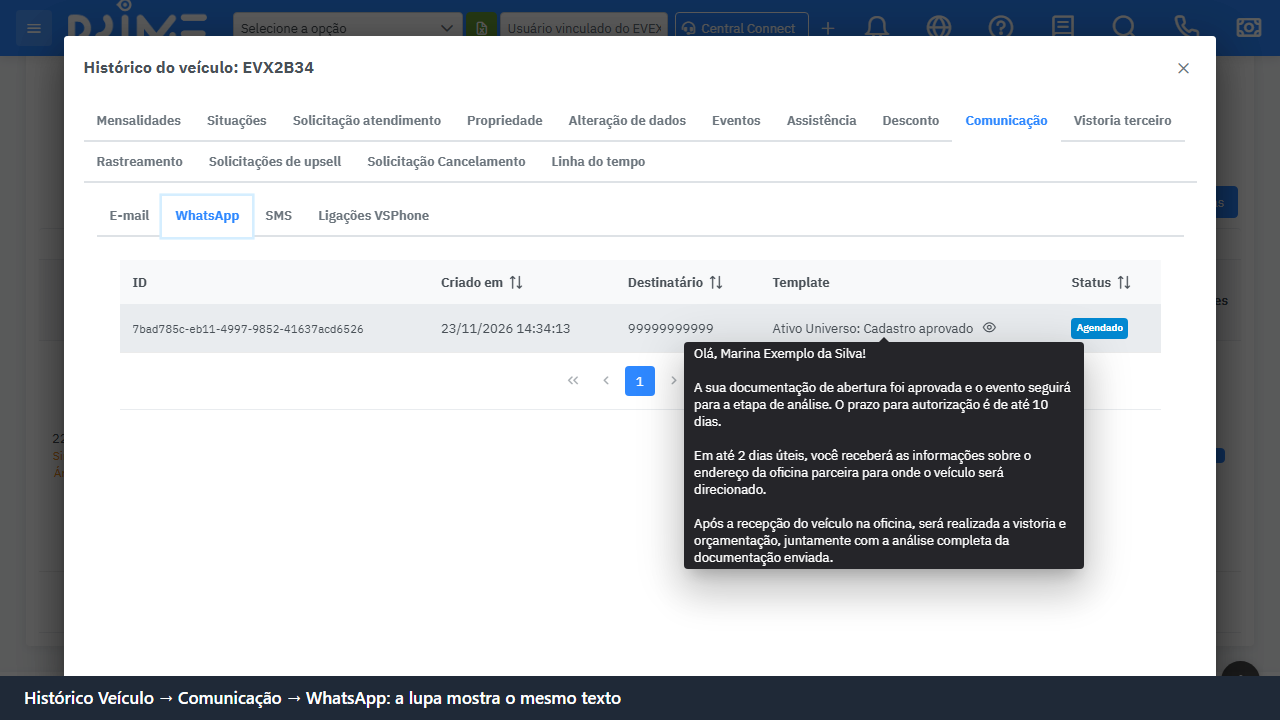 Selecione a opção
Usuário vinculado do EVEX
Central Connect
Histórico do veículo: EVX2B34
Mensalidades Situações Solicitação atendimento Propriedade Alteração de dados Eventos Assistência Desconto Comunicação Vistoria terceiro
Rastreamento Solicitações de upsell Solicitação Cancelamento Linha do tempo
E-mail WhatsApp SMS Ligações VSPhone
ID Criado em Destinatário Template Status
7bad785c-eb11-4997-9852-41637acd6526 23/11/2026 14:34:13 99999999999 Ativo Universo: Cadastro aprovado Agendado
1
Olá, Marina Exemplo da Silva!
A sua documentação de abertura foi aprovada e o evento seguirá
para a etapa de análise. O prazo para autorização é de até 10
dias.
Em até 2 dias úteis, você receberá as informações sobre o
endereço da oficina parceira para onde o veículo será
direcionado.
Após a recepção do veículo na oficina, será realizada a vistoria e
orçamentação, juntamente com a análise completa da
documentação enviada.
Histórico Veículo → Comunicação → WhatsApp: a lupa mostra o mesmo texto